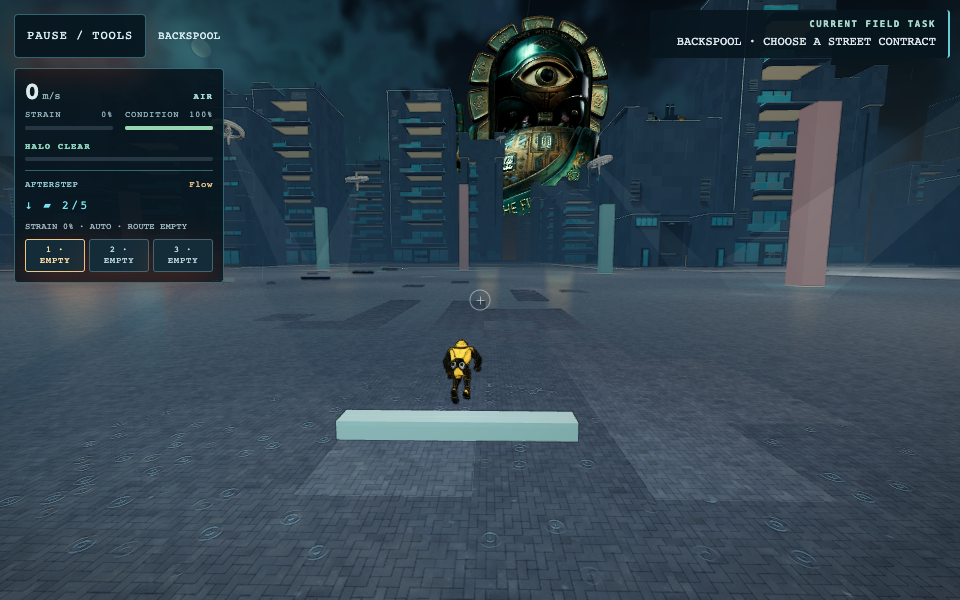 PAUSE / TOOLS
BACKSPOOL
CURRENT FIELD TASK
BACKSPOOL · CHOOSE A STREET CONTRACT
0 m/s
AIR
STRAIN 0%
CONDITION 100%
HALO CLEAR
AFTERSTEP
Flow
↓ ▰ 2/5
STRAIN 0% · AUTO · ROUTE EMPTY
1 · EMPTY
2 · EMPTY
3 · EMPTY